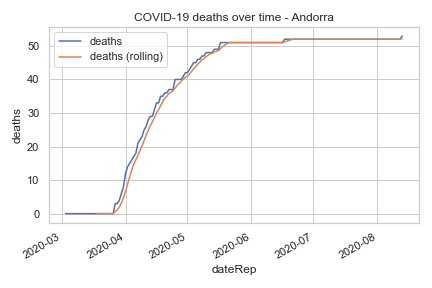 COVID-19 deaths over time - Andorra
deaths
deaths (rolling)
50
40
30
20
10
0
deaths
2020-03
2020-04
2020-05
2020-06
2020-07
2020-08
dateRep